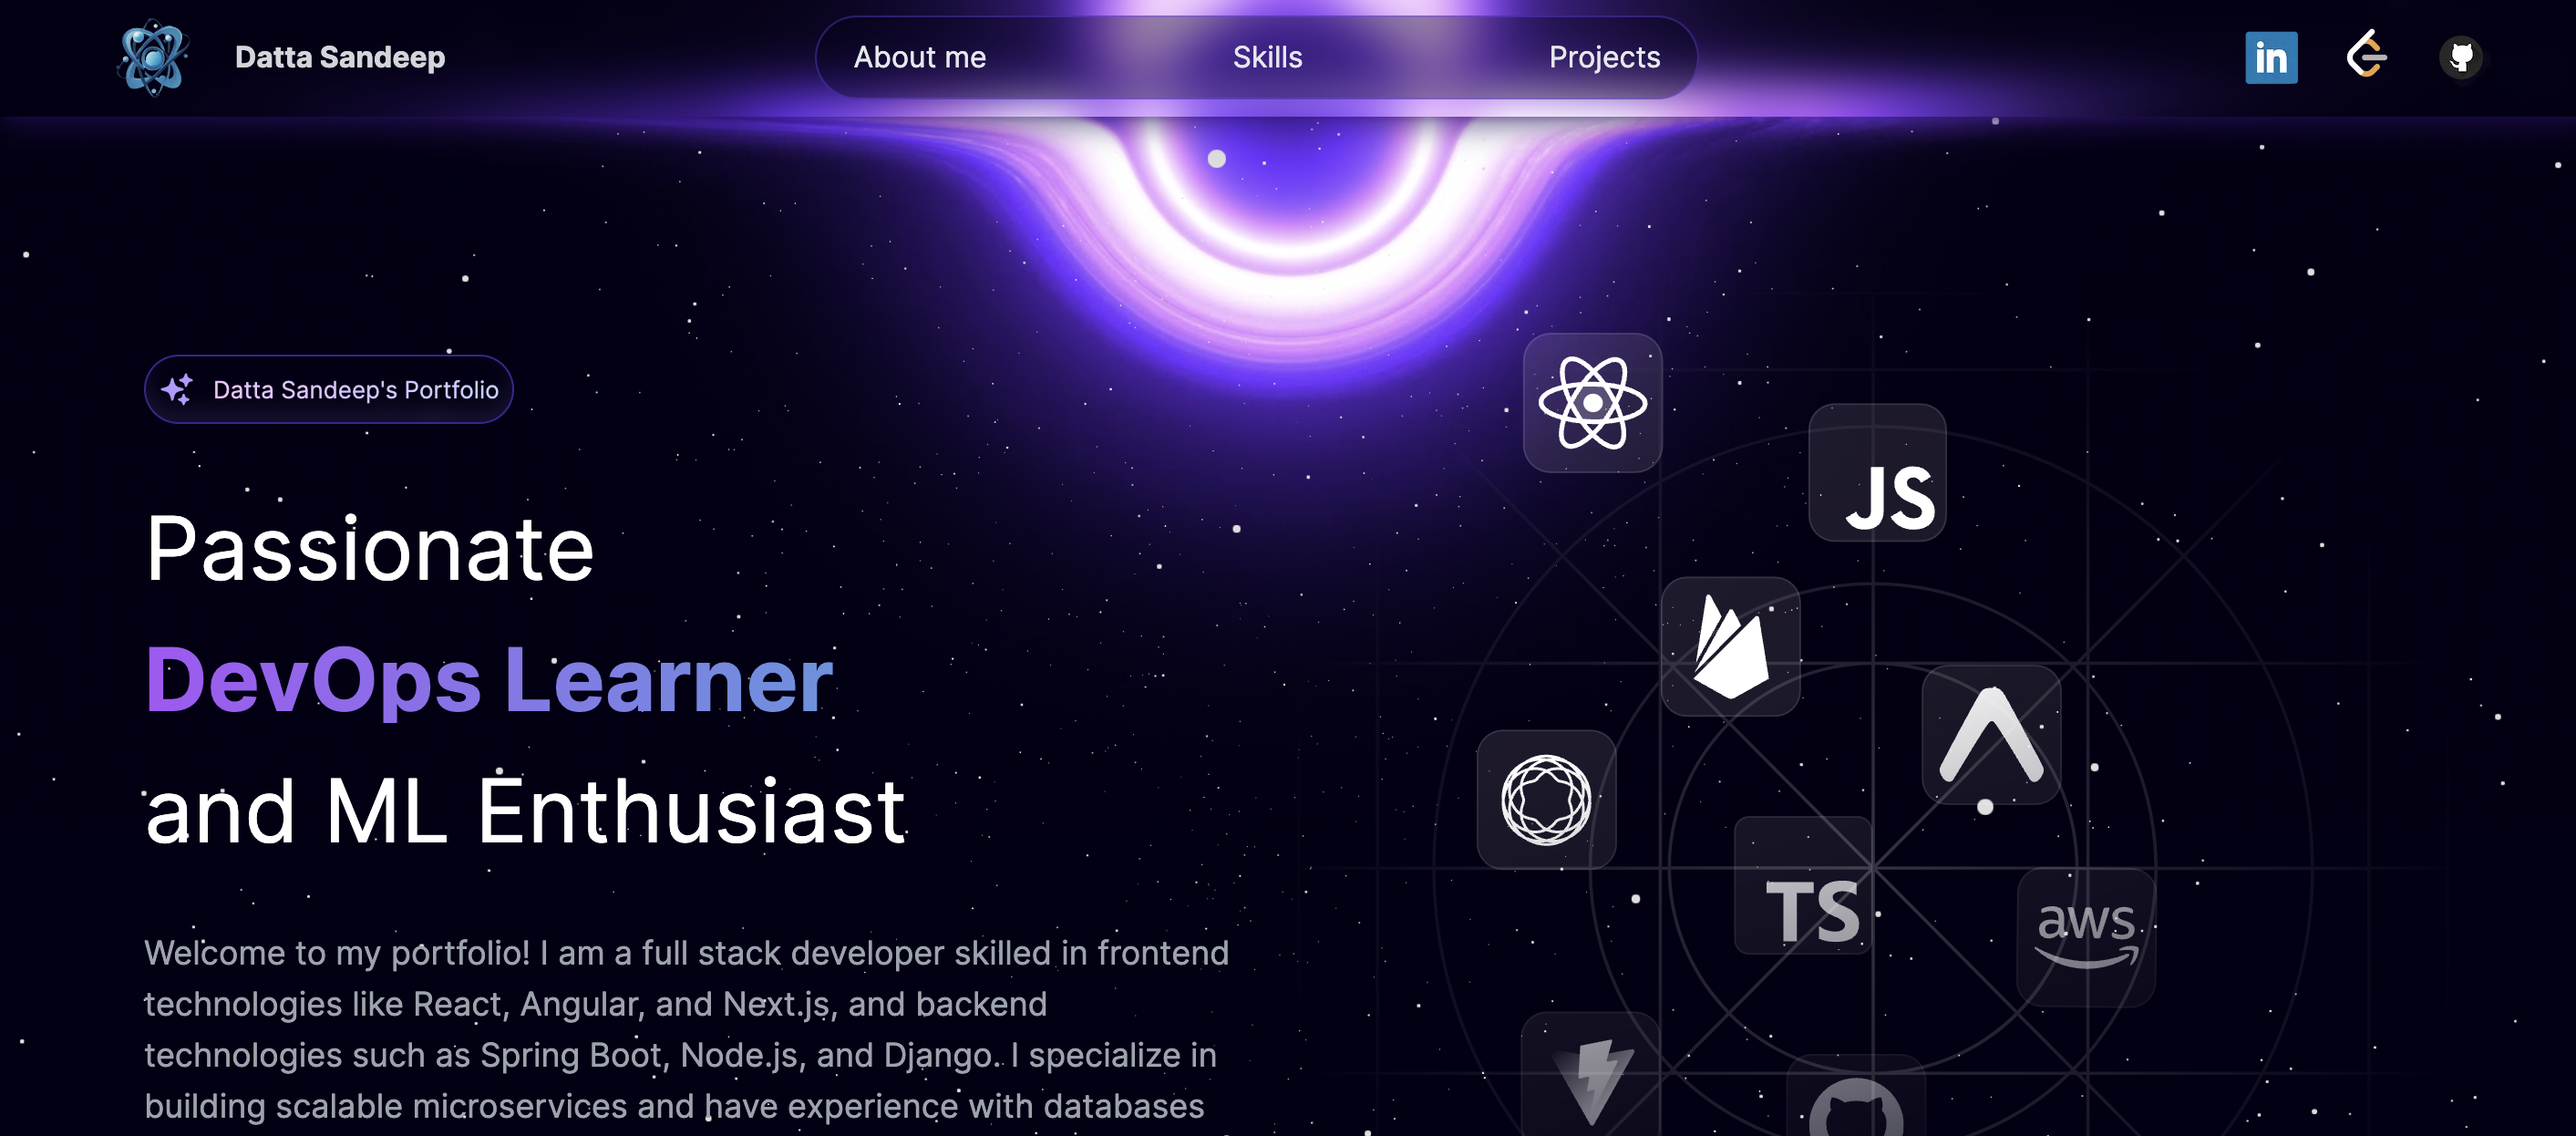 Datta Sandeep
About me
Skills
Projects
in
Datta Sandeep's Portfolio
Passionate
DevOps Learner
and ML Enthusiast
Welcome to my portfolio! I am a full stack developer skilled in frontend
technologies like React, Angular, and Next.js, and backend
technologies such as Spring Boot, Node.js, and Django. I specialize in
building scalable microservices and have experience with databases
JS
TS
aws